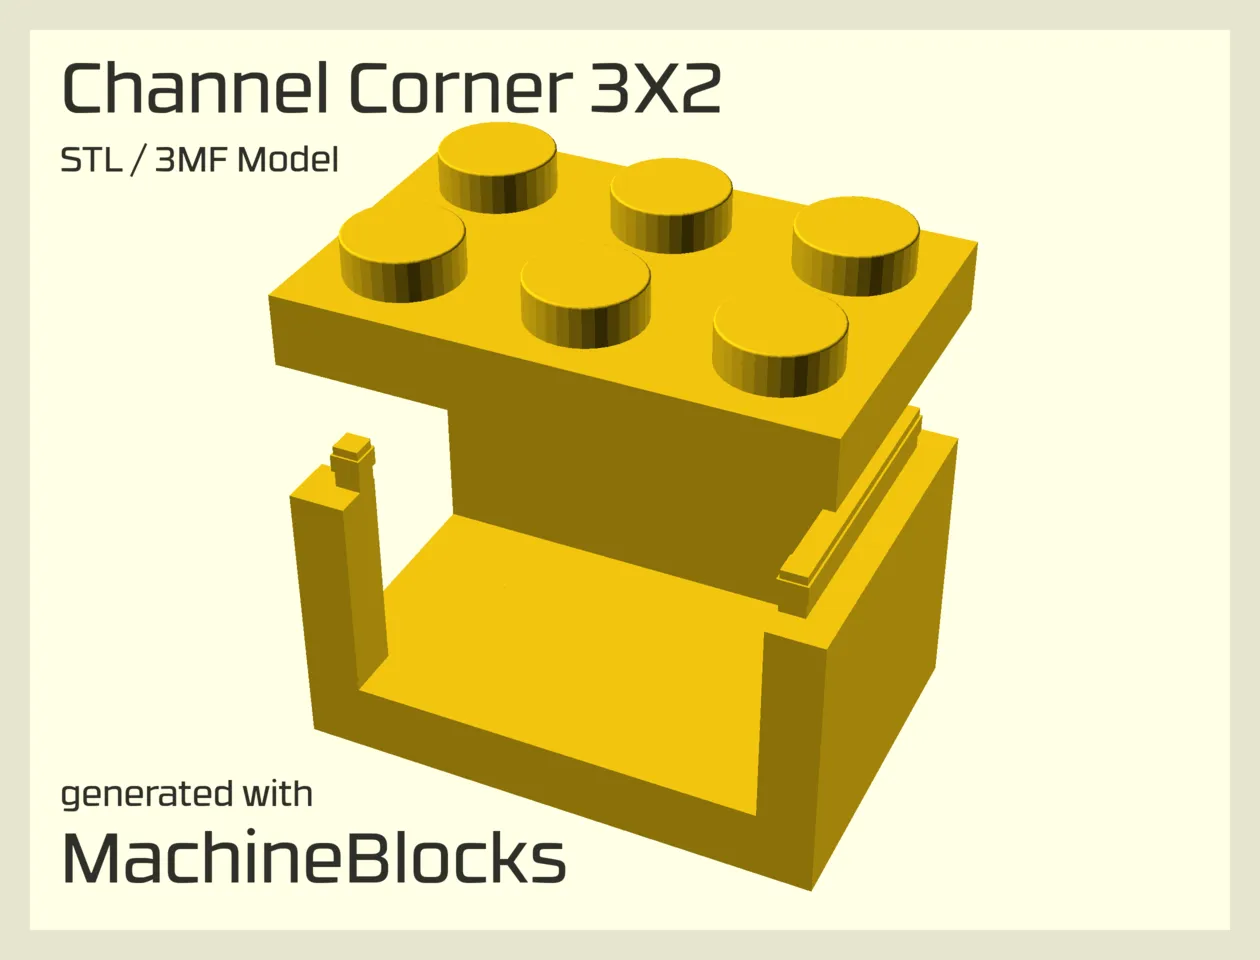 Channel Corner 3X2
STL / 3MF Model
generated with
MachineBlocks